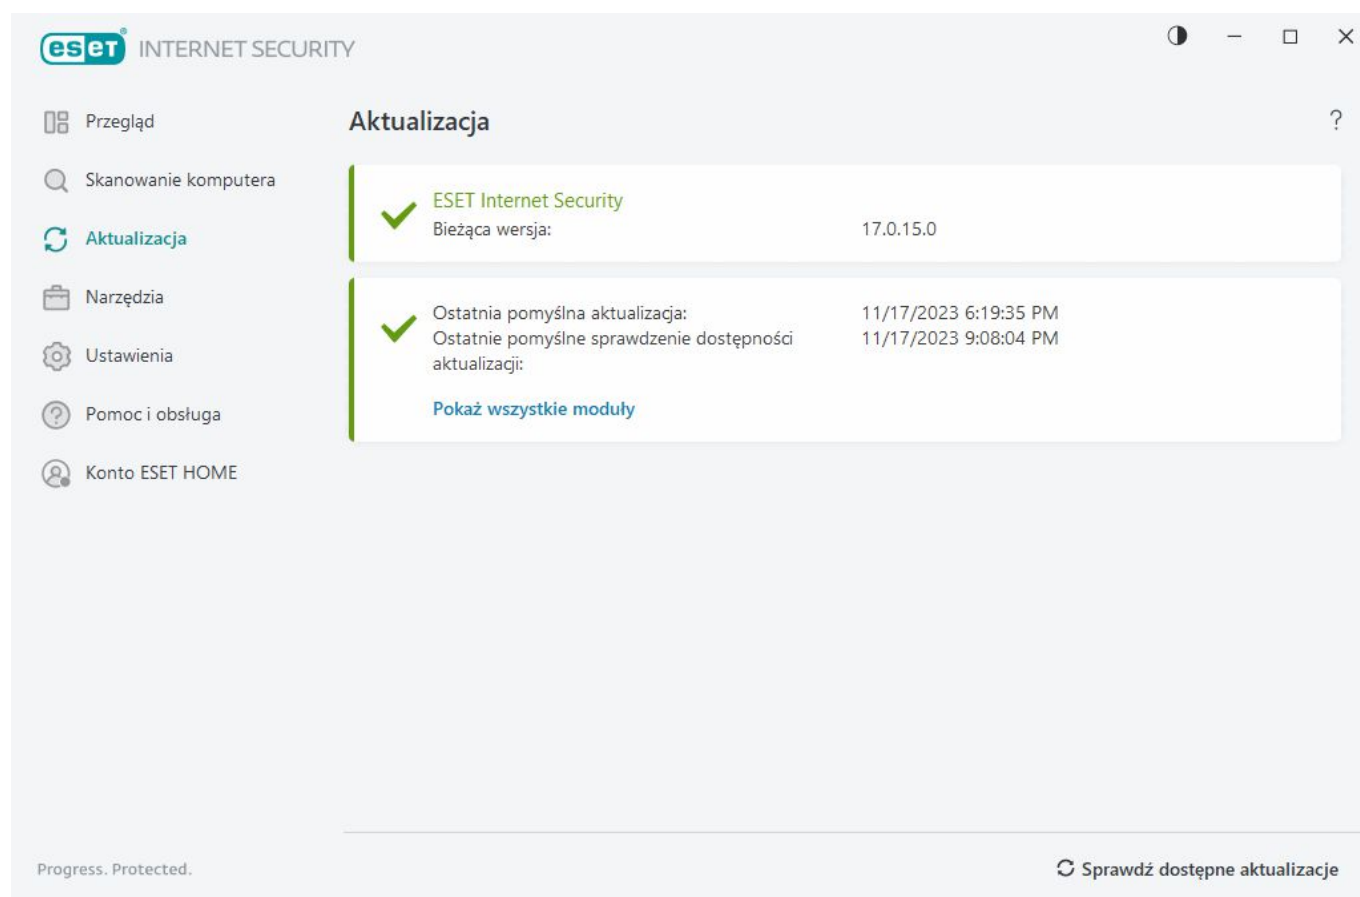 eset® INTERNET SECURITY
Przegląd
Skanowanie komputera
Aktualizacja
Narzędzia
Ustawienia
Pomoc i obsługa
Konto ESET HOME
Aktualizacja
?
ESET Internet Security
Bieżąca wersja: 17.0.15.0
Ostatnia pomyślna aktualizacja: 11/17/2023 6:19:35 PM
Ostatnie pomyślne sprawdzenie dostępności 11/17/2023 9:08:04 PM
aktualizacji:
Pokaż wszystkie moduły
Progress. Protected.
Sprawdź dostępne aktualizacje